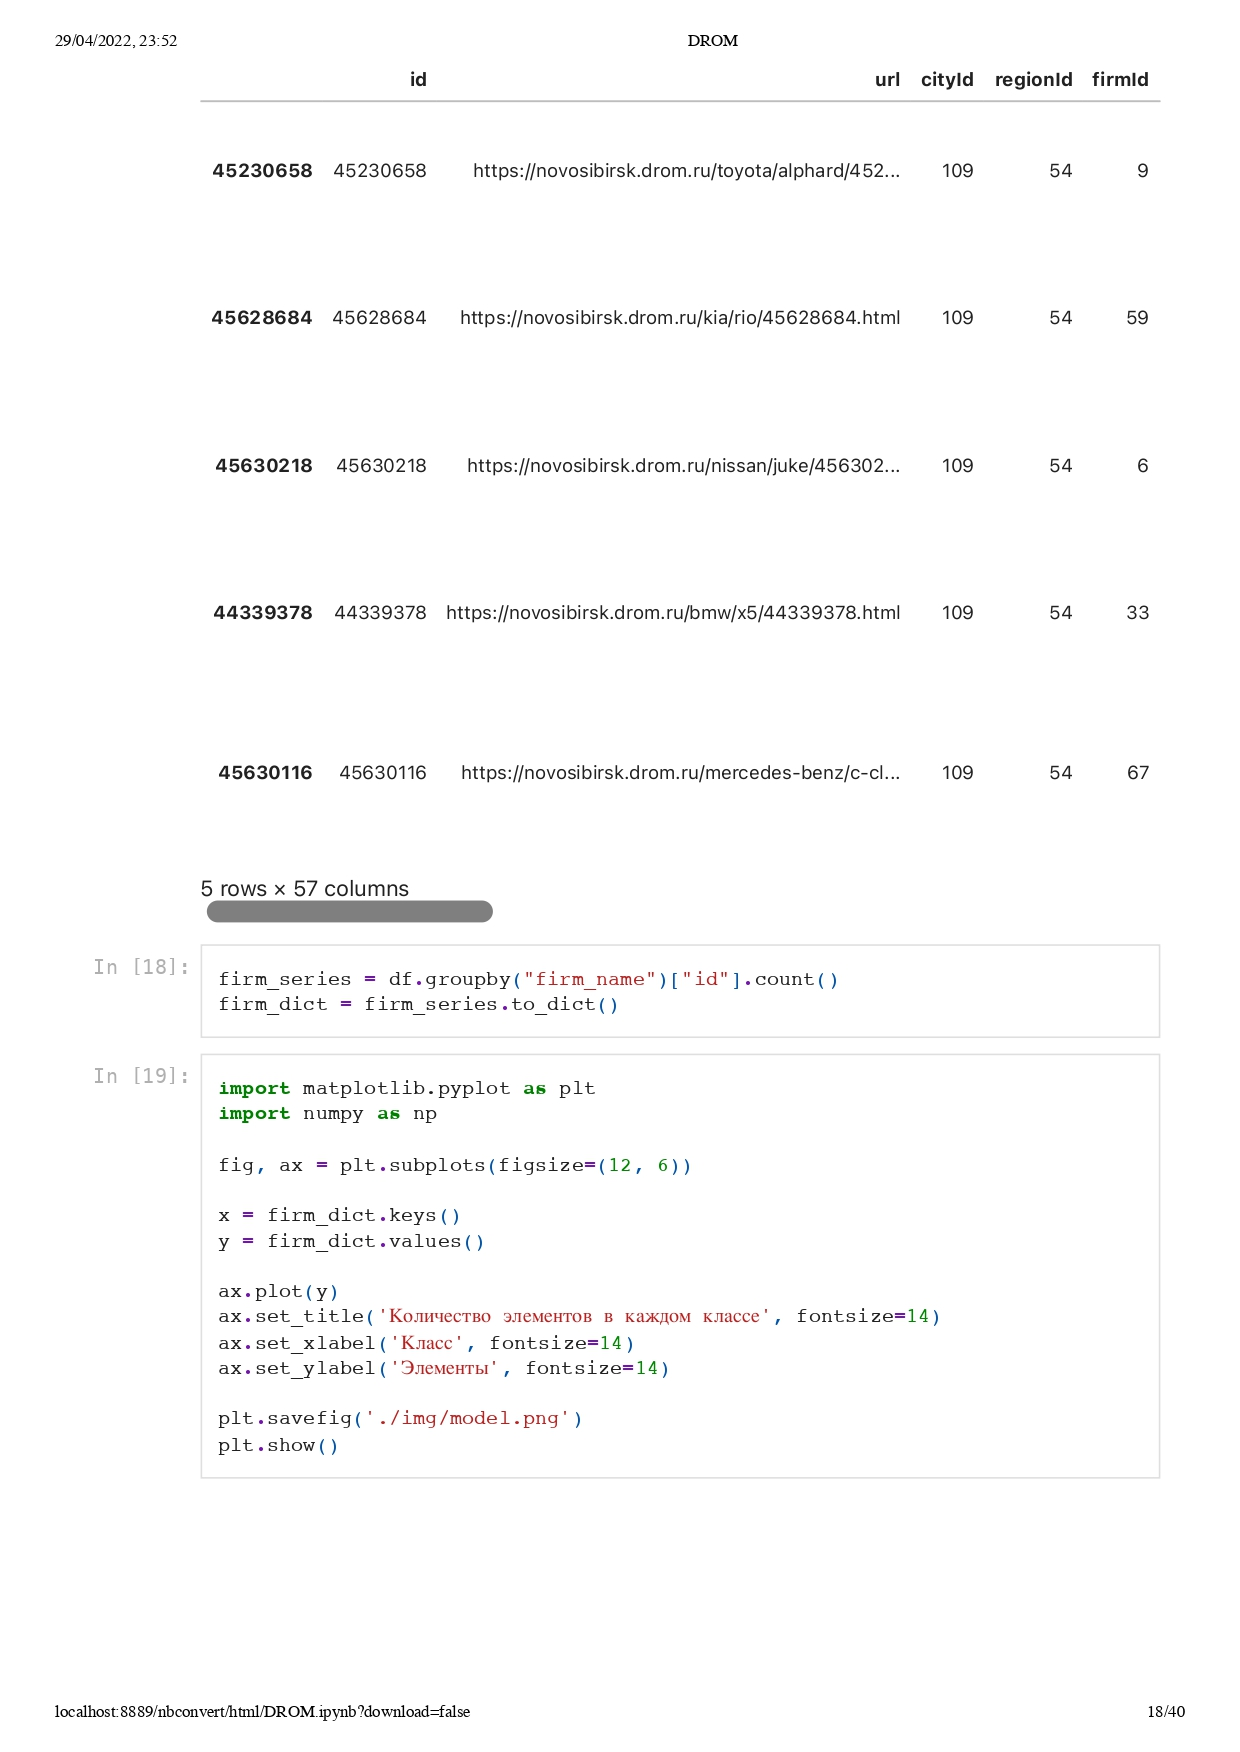 29/04/2022, 23:52 DROM
id url cityId regionId firmId
45230658 45230658 https://novosibirsk.drom.ru/toyota/alphard/452... 109 54 9
45628684 45628684 https://novosibirsk.drom.ru/kia/rio/45628684.html 109 54 59
45630218 45630218 https://novosibirsk.drom.ru/nissan/juke/456302... 109 54 6
44339378 44339378 https://novosibirsk.drom.ru/bmw/x5/44339378.html 109 54 33
45630116 45630116 https://novosibirsk.drom.ru/mercedes-benz/c-cl... 109 54 67
5 rows × 57 columns
In [18]:
firm_series = df.groupby("firm_name")["id"].count()
firm_dict = firm_series.to_dict()
In [19]:
import matplotlib.pyplot as plt
import numpy as np
fig, ax = plt.subplots(figsize=(12, 6))
x = firm_dict.keys()
y = firm_dict.values()
ax.plot(y)
ax.set_title('Количество элементов в каждом классе', fontsize=14)
ax.set_xlabel('Класс', fontsize=14)
ax.set_ylabel('Элементы', fontsize=14)
plt.savefig('./img/model.png')
plt.show()
localhost:8889/nbconvert/html/DROM.ipynb?download=false 18/40